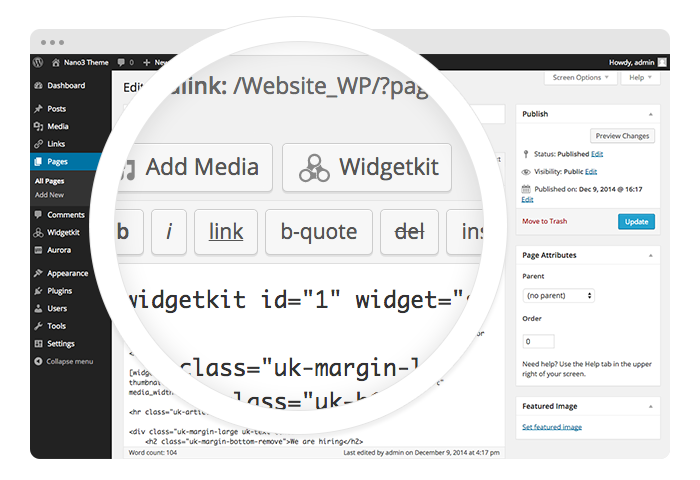 Nano3 Theme 0 New
Howdy, admin
Dashboard
Posts
Media
Links
Pages
All Pages
Add New
Comments
Widgetkit
Aurora
Appearance
Plugins
Users
Tools
Settings
Collapse menu
Screen Options Help
Edit
link: /Website_WP/?pag
Add Media Widgetkit
b i link b-quote del ins
widgetkit id="1" widget="
class="uk-margin-l
class="uk-h
<hr class="uk-artic
<div class="uk-margin-large uk-text
<h2 class="uk-margin-bottom-remove">We are hiring</h2>
Word count: 104 Last edited by admin on December 9, 2014 at 4:17 pm
Publish
Preview Changes
Status: Published Edit
Visibility: Public Edit
Published on: Dec 9, 2014 @ 16:17
Edit
Move to Trash Update
Page Attributes
Parent
(no parent)
Order
0
Need help? Use the Help tab in the upper
right of your screen.
Featured Image
Set featured image